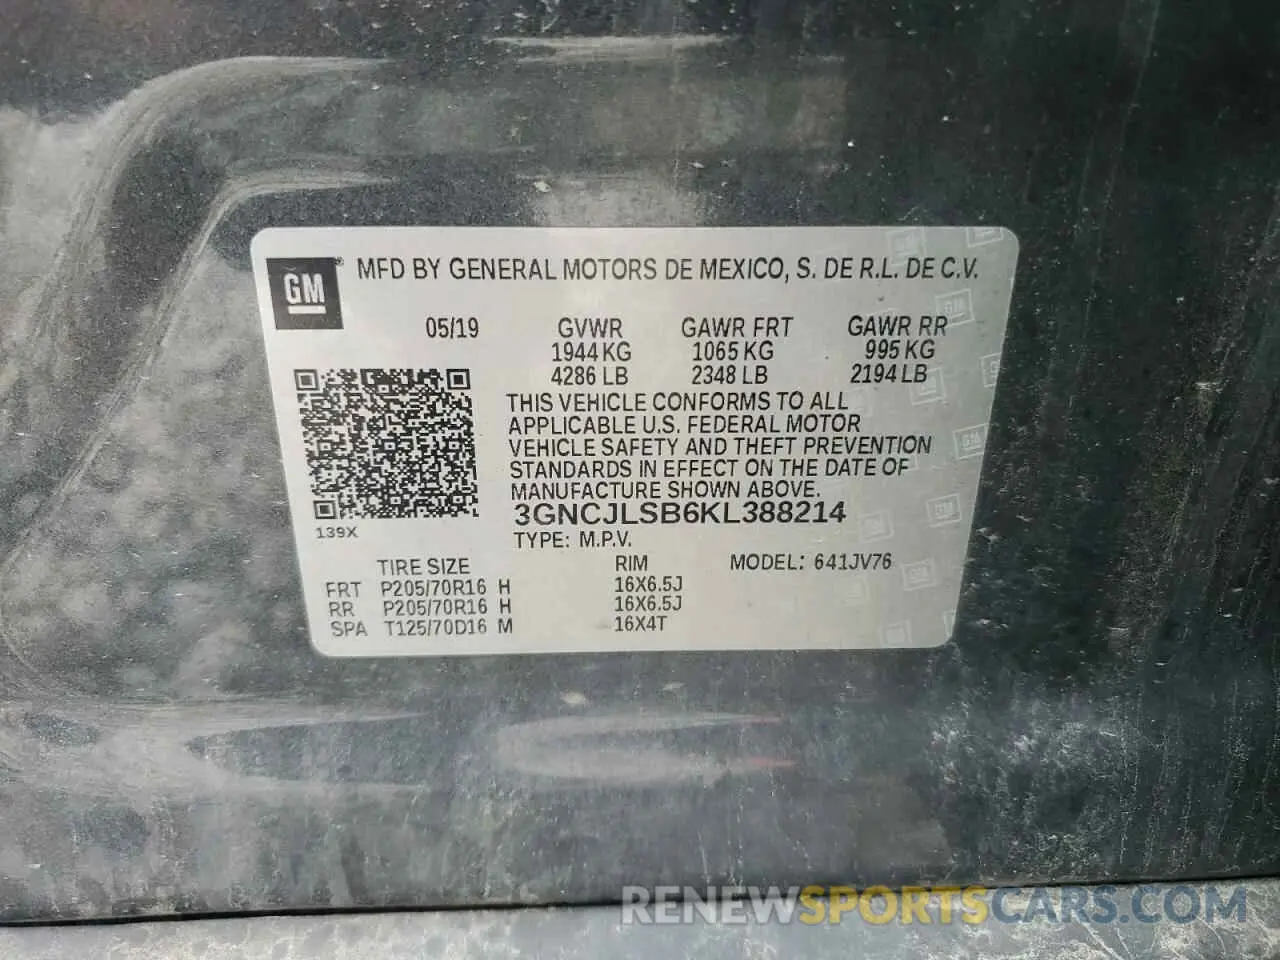 GM ® MFD BY GENERAL MOTORS DE MEXICO, S. DE R.L. DE C.V.
05/19 GVWR GAWR FRT GAWR RR
1944 KG 1065 KG 995 KG
4286 LB 2348 LB 2194 LB
THIS VEHICLE CONFORMS TO ALL
APPLICABLE U.S. FEDERAL MOTOR
VEHICLE SAFETY AND THEFT PREVENTION
STANDARDS IN EFFECT ON THE DATE OF
MANUFACTURE SHOWN ABOVE.
3GNCJLSB6KL388214
139X
TYPE: M.P.V.
TIRE SIZE RIM MODEL: 641JV76
FRT P205/70R16 H 16X6.5J
RR P205/70R16 H 16X6.5J
SPA T125/70D16 M 16X4T
RENEWSPORTSCARS.COM